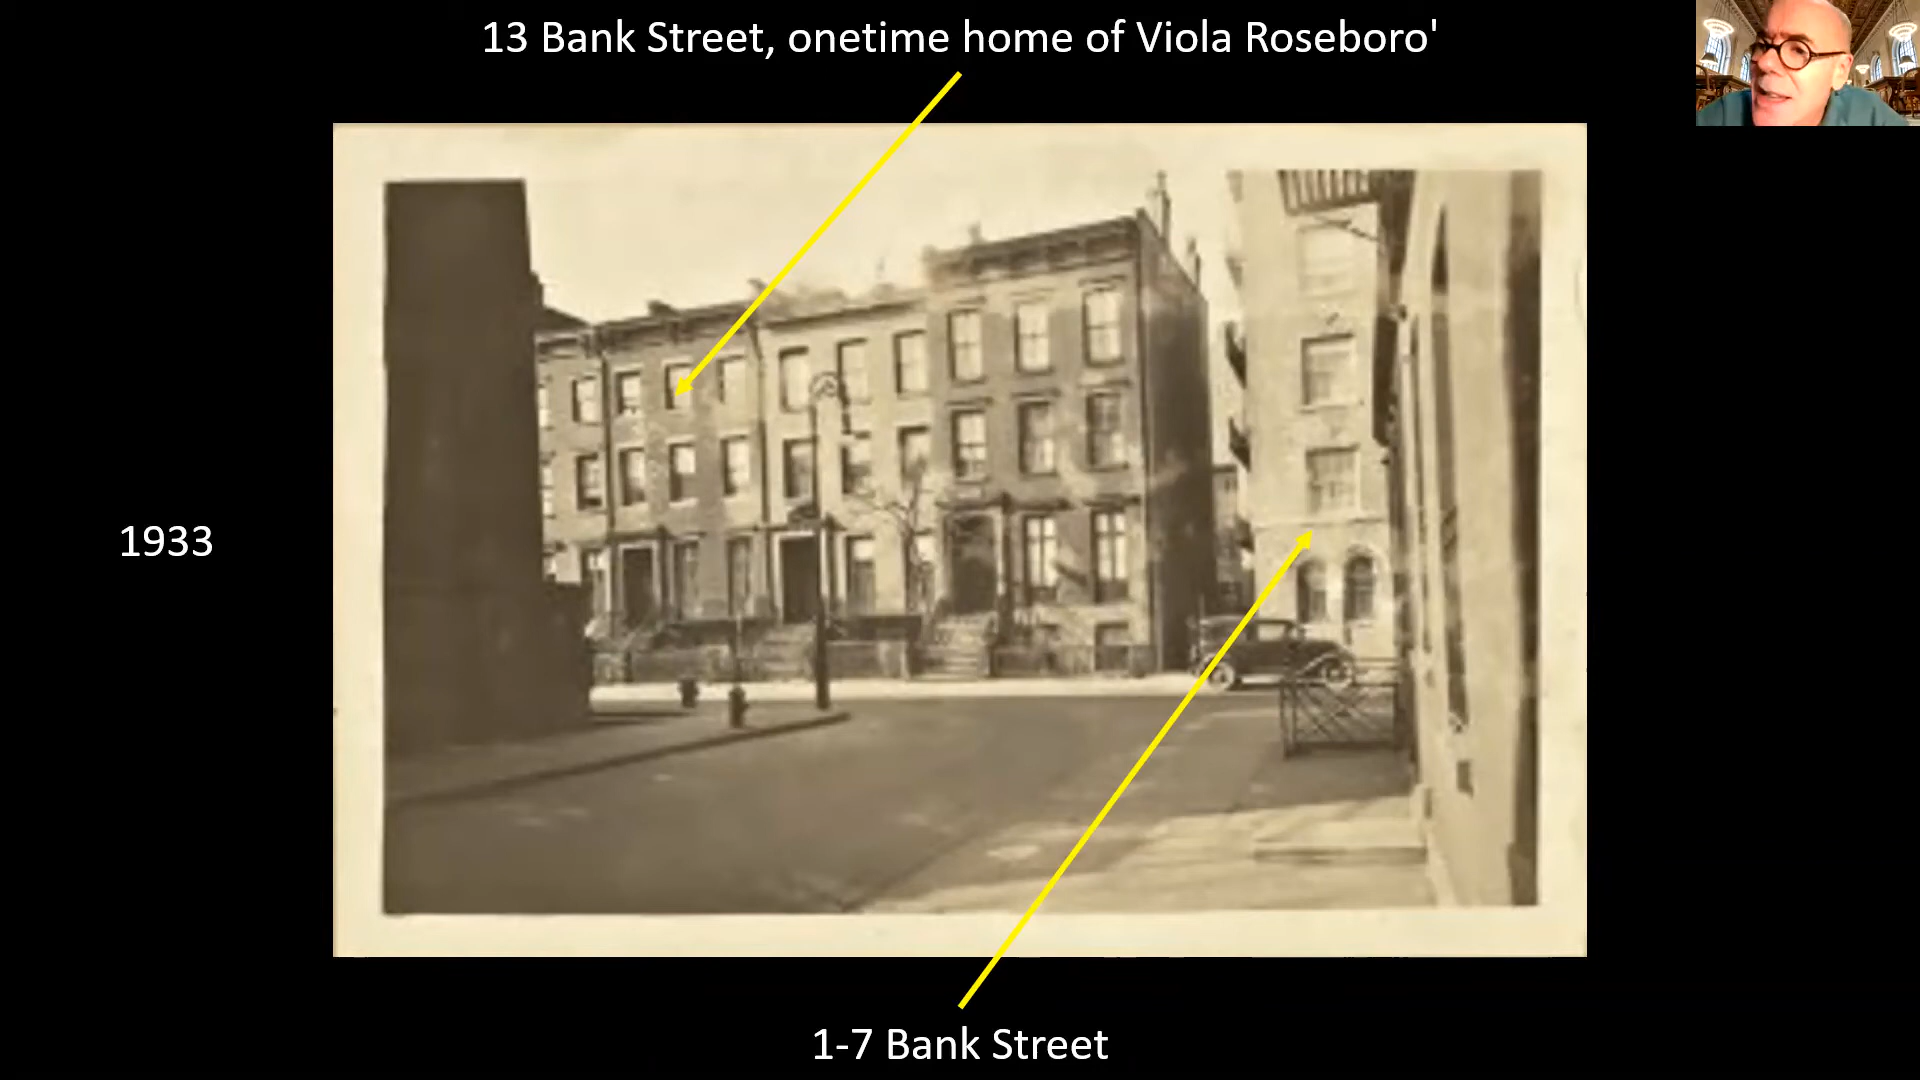 13 Bank Street, onetime home of Viola Roseboro'
1933
1-7 Bank Street